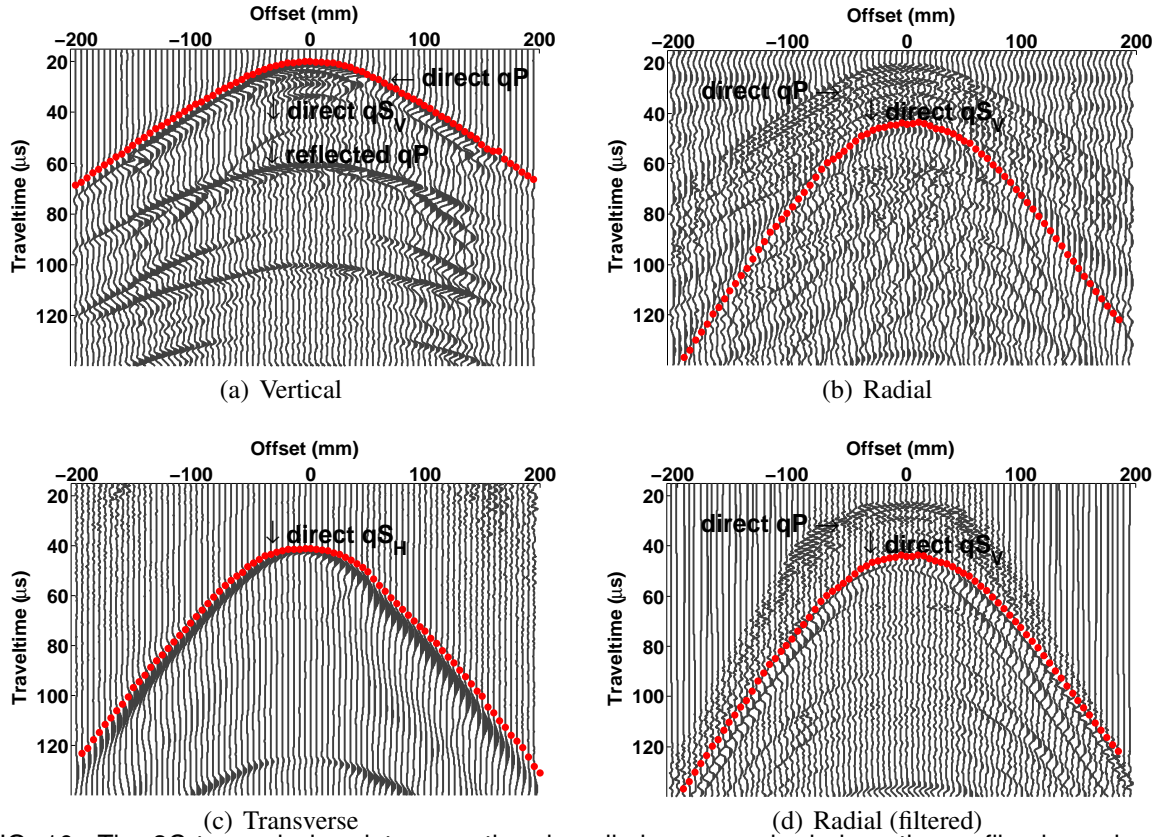 Offset (mm)
−200 −100 0 100 200
20
40
60
80
100
120
Traveltime (μs)
← direct qP
↓ direct qS_V
↓ reflected qP
(a) Vertical
Offset (mm)
−200 −100 0 100 200
20
40
60
80
100
120
Traveltime (μs)
direct qP →
↓ direct qS_V
(b) Radial
Offset (mm)
−200 −100 0 100 200
20
40
60
80
100
120
Traveltime (μs)
↓ direct qS_H
(c) Transverse
Offset (mm)
−200 −100 0 100 200
20
40
60
80
100
120
Traveltime (μs)
direct qP →
↓ direct qS_V
(d) Radial (filtered)